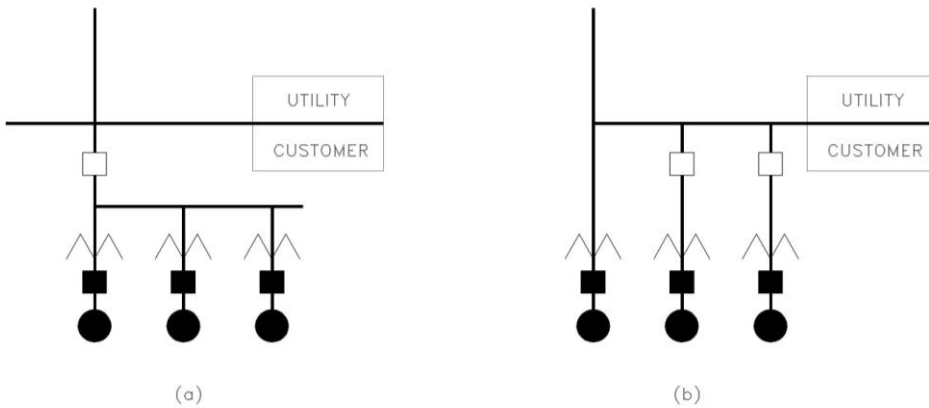 UTILITY
CUSTOMER
(a)
UTILITY
CUSTOMER
(b)